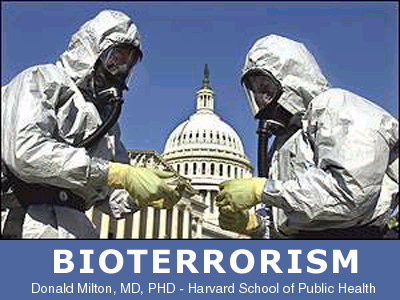 BIOTERRORISM
Donald Milton, MD, PHD - Harvard School of Public Health